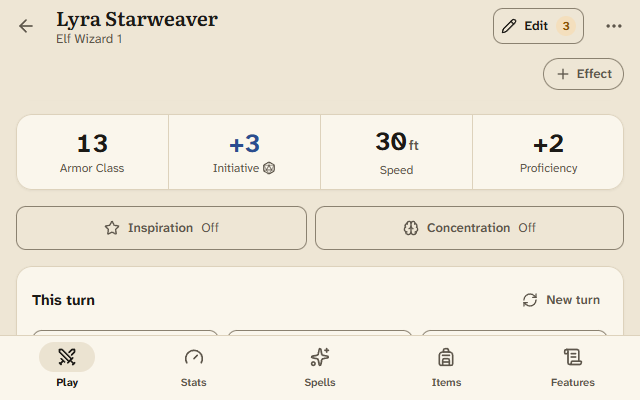 Lyra Starweaver
Elf Wizard 1
Edit 3
Effect
13
Armor Class
+3
Initiative
30 ft
Speed
+2
Proficiency
Inspiration Off
Concentration Off
This turn
New turn
Play
Stats
Spells
Items
Features